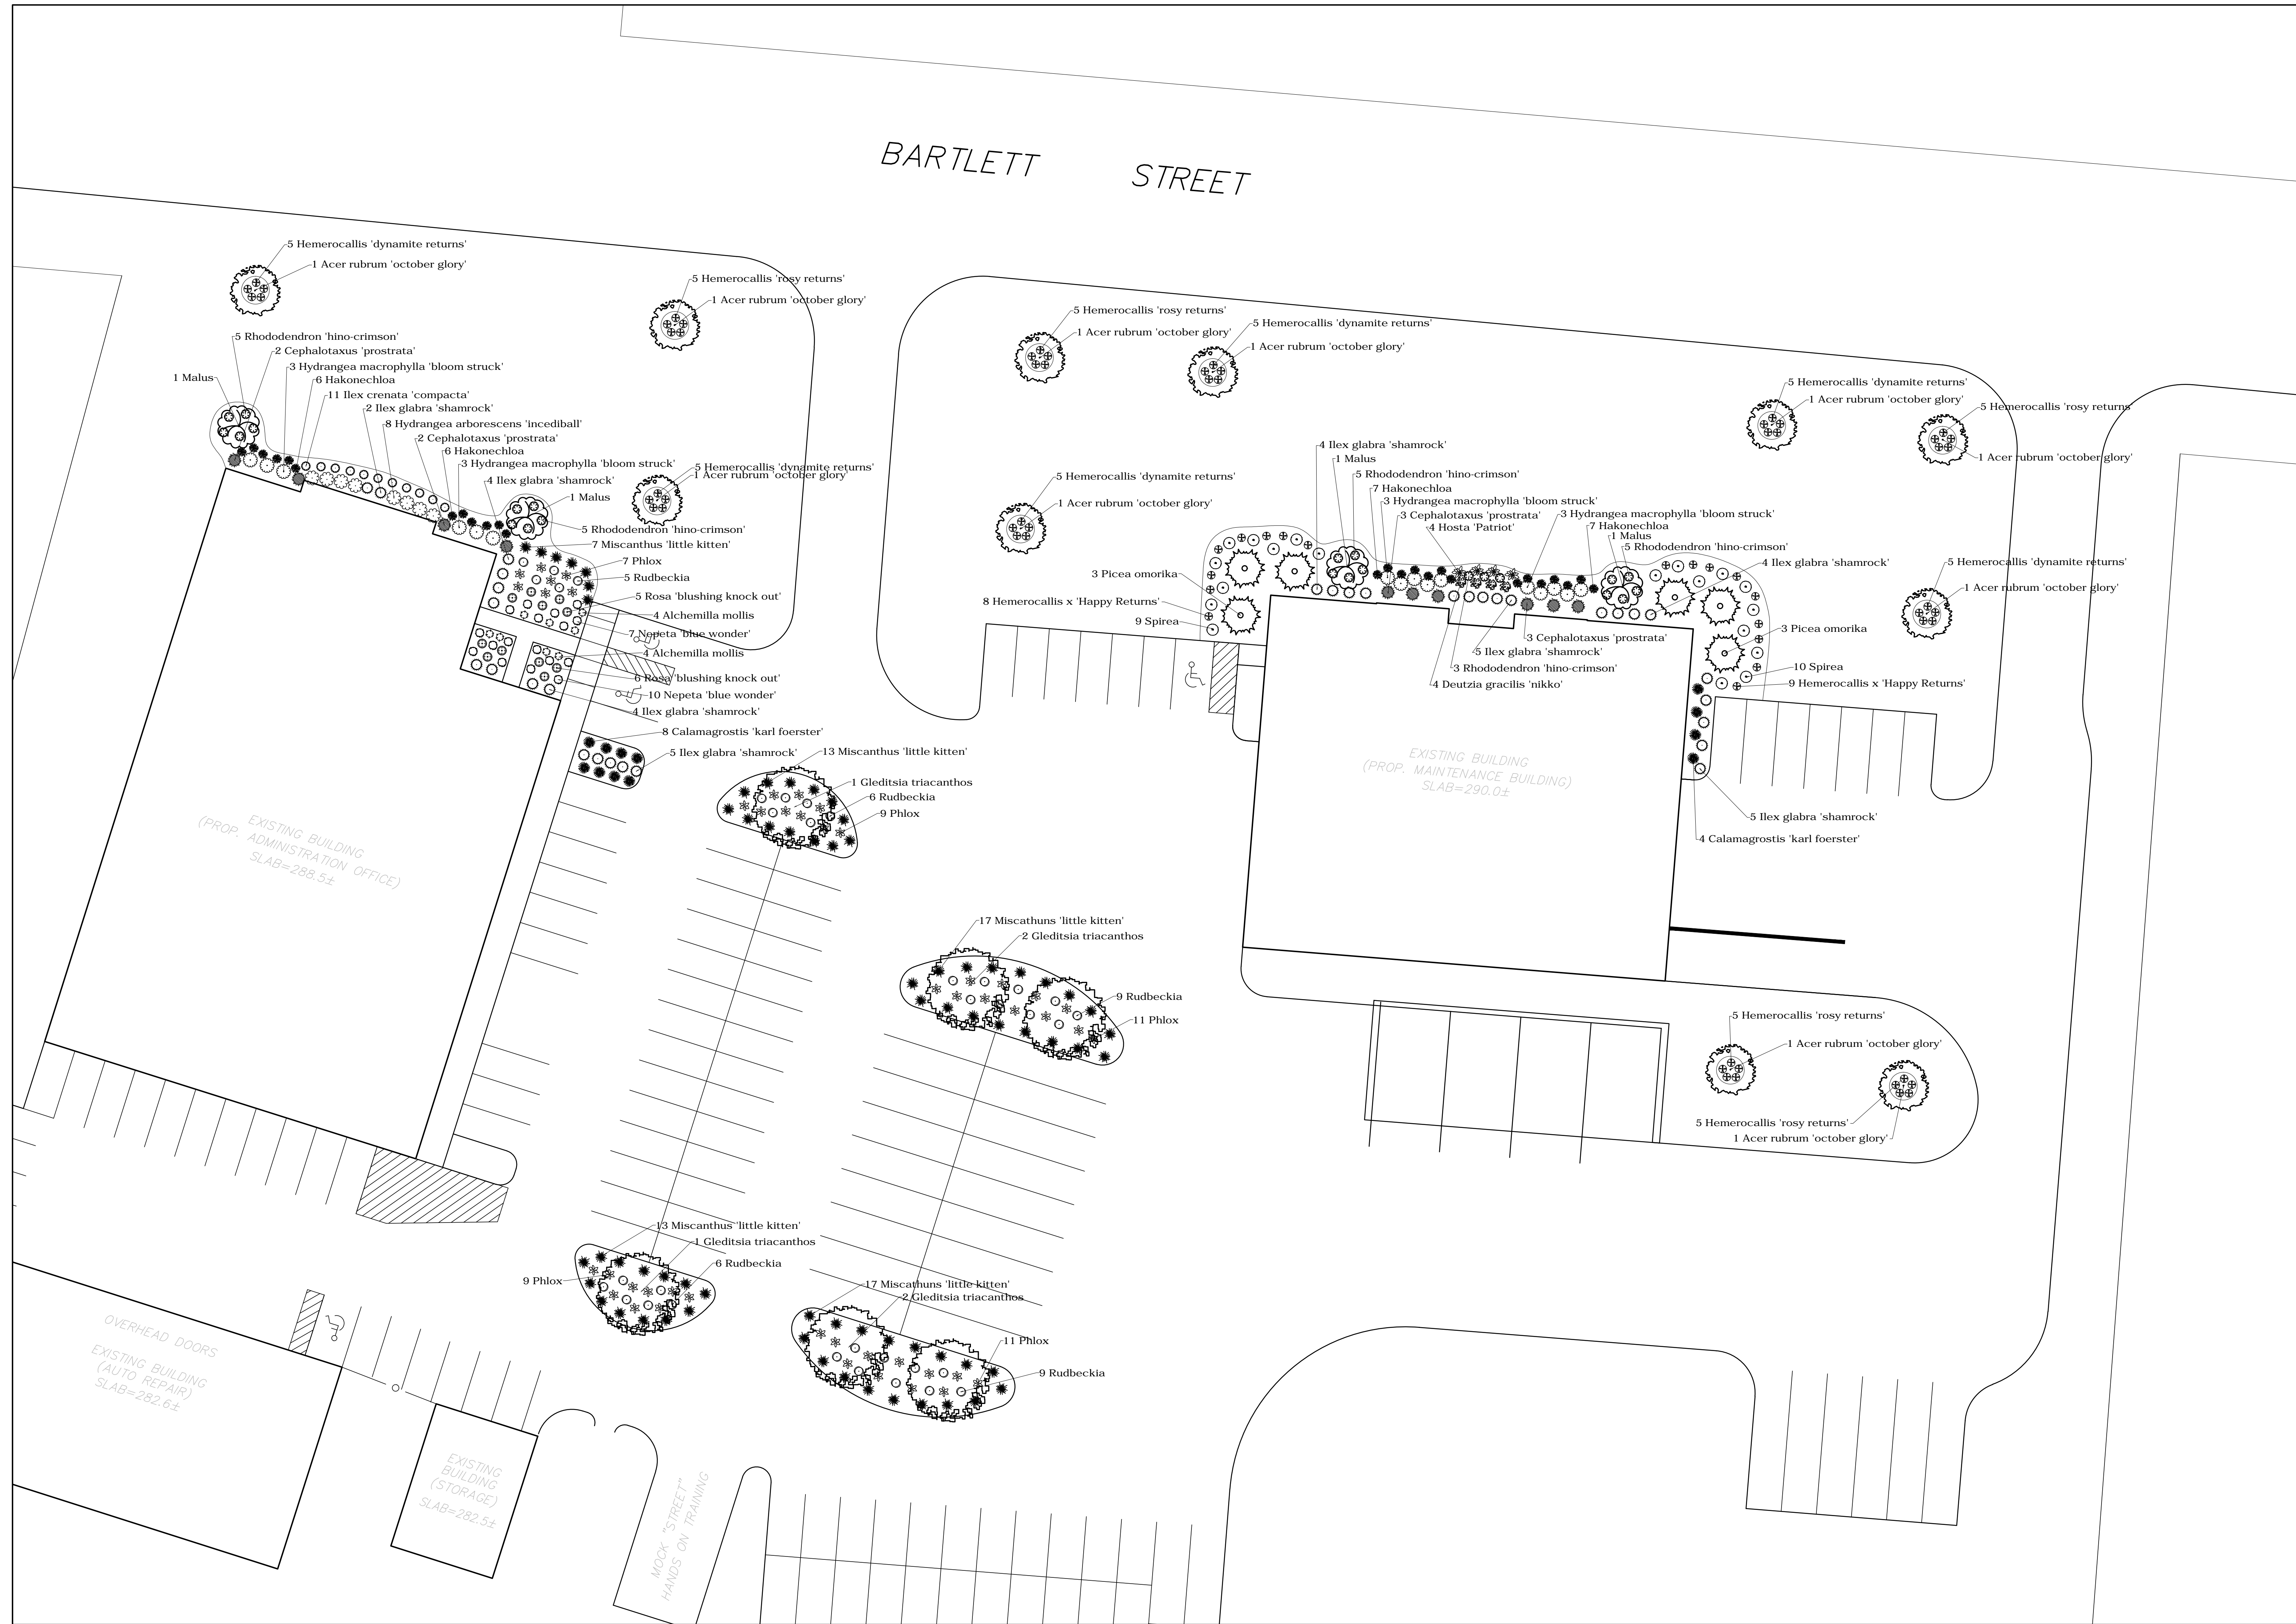 BARTLETT STREET
5 Hemerocallis 'dynamite returns'
1 Acer rubrum 'october glory'
5 Hemerocallis 'rosy returns'
1 Acer rubrum 'october glory'
5 Rhododendron 'hino-crimson'
2 Cephalotaxus 'prostrata'
3 Hydrangea macrophylla 'bloom struck'
1 Malus
6 Hakonechloa
11 Ilex crenata 'compacta'
2 Ilex glabra 'shamrock'
8 Hydrangea arborescens 'incediball'
2 Cephalotaxus 'prostrata'
6 Hakonechloa
3 Hydrangea macrophylla 'bloom struck'
5 Hemerocallis 'dynamite returns'
1 Acer rubrum 'october glory'
4 Ilex glabra 'shamrock'
1 Malus
5 Rhododendron 'hino-crimson'
7 Miscanthus 'little kitten'
7 Phlox
5 Rudbeckia
5 Rosa 'blushing knock out'
4 Alchemilla mollis
7 Nepeta 'blue wonder'
4 Alchemilla mollis
6 Rosa 'blushing knock out'
10 Nepeta 'blue wonder'
4 Ilex glabra 'shamrock'
8 Calamagrostis 'karl foerster'
5 Ilex glabra 'shamrock'
13 Miscanthus 'little kitten'
1 Gleditsia triacanthos
6 Rudbeckia
9 Phlox
EXISTING BUILDING
(PROP. ADMINISTRATION OFFICE)
SLAB=288.5±
17 Miscathuns 'little kitten'
2 Gleditsia triacanthos
9 Rudbeckia
11 Phlox
13 Miscanthus 'little kitten'
1 Gleditsia triacanthos
6 Rudbeckia
9 Phlox
17 Miscathuns 'little kitten'
2 Gleditsia triacanthos
11 Phlox
9 Rudbeckia
OVERHEAD DOORS
EXISTING BUILDING
(AUTO REPAIR)
SLAB=282.6±
EXISTING
BUILDING
(STORAGE)
SLAB=282.5±
MOCK "STREET"
HANDS ON TRAINING
5 Hemerocallis 'rosy returns'
1 Acer rubrum 'october glory'
5 Hemerocallis 'dynamite returns'
1 Acer rubrum 'october glory'
5 Hemerocallis 'dynamite returns'
1 Acer rubrum 'october glory'
5 Hemerocallis 'rosy returns'
1 Acer rubrum 'october glory'
5 Hemerocallis 'dynamite returns'
1 Acer rubrum 'october glory'
4 Ilex glabra 'shamrock'
1 Malus
5 Rhododendron 'hino-crimson'
7 Hakonechloa
3 Hydrangea macrophylla 'bloom struck'
3 Cephalotaxus 'prostrata'
4 Hosta 'Patriot'
3 Hydrangea macrophylla 'bloom struck'
7 Hakonechloa
1 Malus
5 Rhododendron 'hino-crimson'
4 Ilex glabra 'shamrock'
5 Hemerocallis 'dynamite returns'
1 Acer rubrum 'october glory'
3 Picea omorika
8 Hemerocallis x 'Happy Returns'
9 Spirea
3 Picea omorika
3 Cephalotaxus 'prostrata'
5 Ilex glabra 'shamrock'
3 Rhododendron 'hino-crimson'
4 Deutzia gracilis 'nikko'
10 Spirea
9 Hemerocallis x 'Happy Returns'
EXISTING BUILDING
(PROP. MAINTENANCE BUILDING)
SLAB=290.0±
5 Ilex glabra 'shamrock'
4 Calamagrostis 'karl foerster'
5 Hemerocallis 'rosy returns'
1 Acer rubrum 'october glory'
5 Hemerocallis 'rosy returns'
1 Acer rubrum 'october glory'